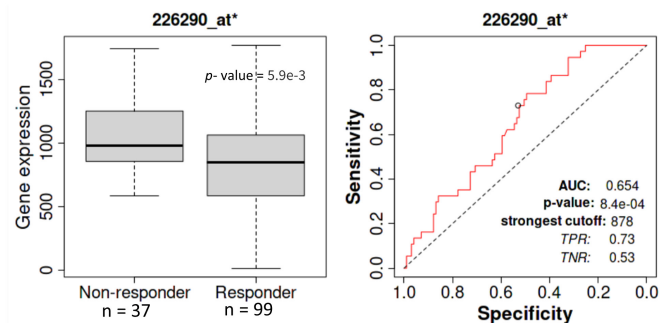 226290_at*
p- value = 5.9e-3
Gene expression
0
500
1000
1500
Non-responder
Responder
n = 37
n = 99
226290_at*
Sensitivity
0.0
0.2
0.4
0.6
0.8
1.0
AUC: 0.654
p-value: 8.4e-04
strongest cutoff: 878
TPR: 0.73
TNR: 0.53
1.0 0.8 0.6 0.4 0.2 0.0
Specificity